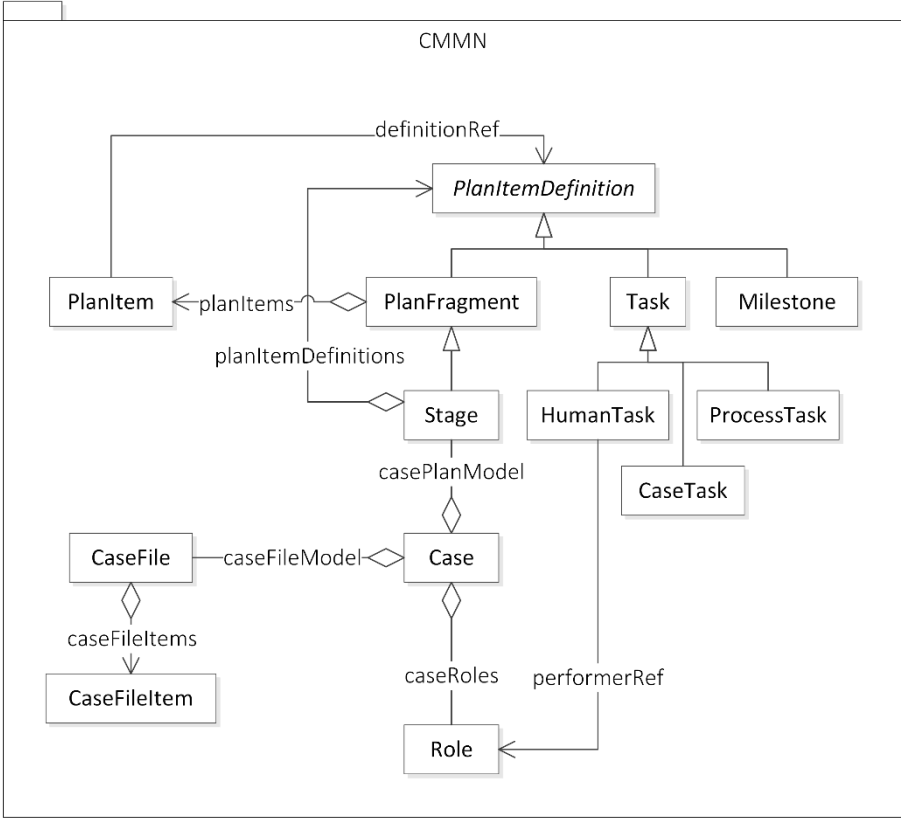 CMMN
definitionRef
PlanItemDefinition
PlanItem
planItems
PlanFragment
Task
Milestone
planItemDefinitions
Stage
HumanTask
ProcessTask
casePlanModel
CaseTask
CaseFile
caseFileModel
Case
caseFileItems
caseRoles
performerRef
CaseFileItem
Role